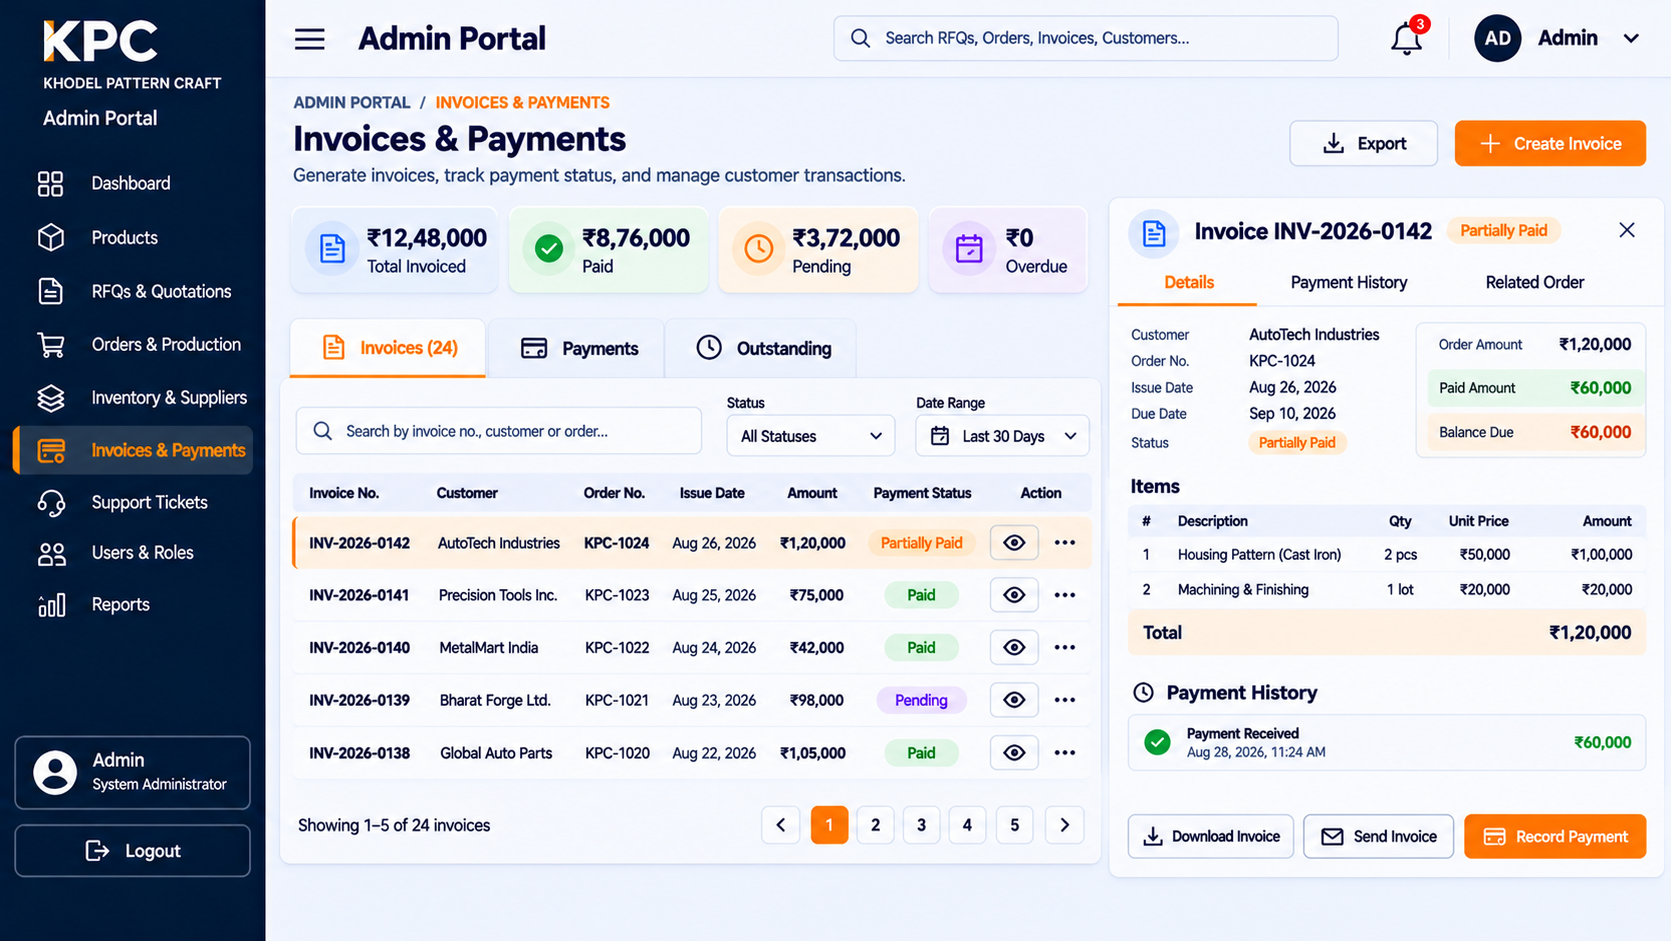 KPC
KHODEL PATTERN CRAFT
Admin Portal
Dashboard
Products
RFQs & Quotations
Orders & Production
Inventory & Suppliers
Invoices & Payments
Support Tickets
Users & Roles
Reports
Admin
System Administrator
Logout
Admin Portal
Search RFQs, Orders, Invoices, Customers...
3
AD
Admin
ADMIN PORTAL / INVOICES & PAYMENTS
Invoices & Payments
Generate invoices, track payment status, and manage customer transactions.
Export
Create Invoice
₹12,48,000
Total Invoiced
₹8,76,000
Paid
₹3,72,000
Pending
₹0
Overdue
Invoices (24)
Payments
Outstanding
Search by invoice no., customer or order...
Status
All Statuses
Date Range
Last 30 Days
Invoice No. Customer Order No. Issue Date Amount Payment Status Action
INV-2026-0142 AutoTech Industries KPC-1024 Aug 26, 2026 ₹1,20,000 Partially Paid
INV-2026-0141 Precision Tools Inc. KPC-1023 Aug 25, 2026 ₹75,000 Paid
INV-2026-0140 MetalMart India KPC-1022 Aug 24, 2026 ₹42,000 Paid
INV-2026-0139 Bharat Forge Ltd. KPC-1021 Aug 23, 2026 ₹98,000 Pending
INV-2026-0138 Global Auto Parts KPC-1020 Aug 22, 2026 ₹1,05,000 Paid
Showing 1–5 of 24 invoices
1 2 3 4 5
Invoice INV-2026-0142 Partially Paid
Details Payment History Related Order
Customer AutoTech Industries
Order No. KPC-1024
Issue Date Aug 26, 2026
Due Date Sep 10, 2026
Status Partially Paid
Order Amount ₹1,20,000
Paid Amount ₹60,000
Balance Due ₹60,000
Items
# Description Qty Unit Price Amount
1 Housing Pattern (Cast Iron) 2 pcs ₹50,000 ₹1,00,000
2 Machining & Finishing 1 lot ₹20,000 ₹20,000
Total ₹1,20,000
Payment History
Payment Received
Aug 28, 2026, 11:24 AM
₹60,000
Download Invoice
Send Invoice
Record Payment